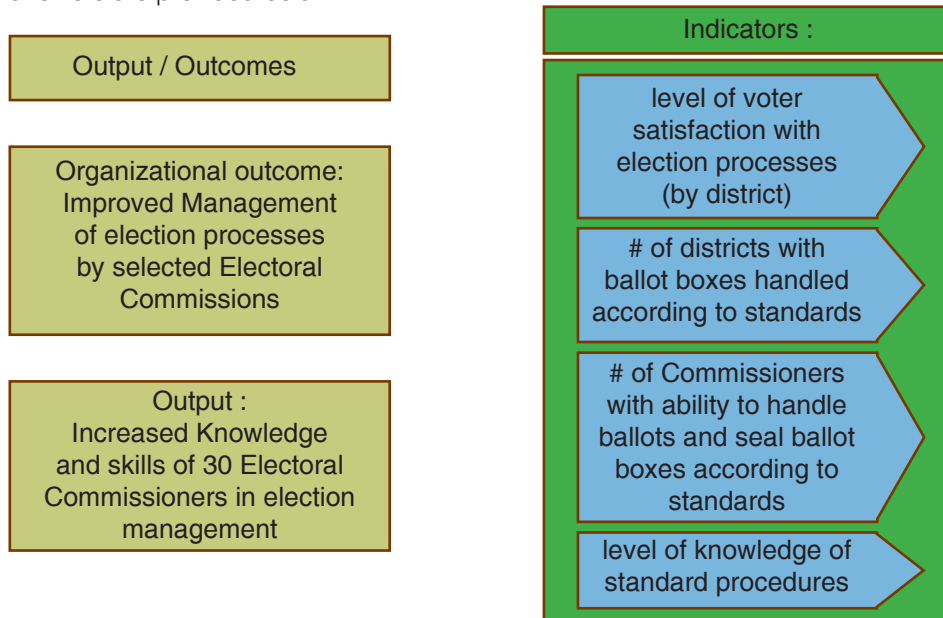 Output / Outcomes
Organizational outcome:
Improved Management
of election processes
by selected Electoral
Commissions
Output :
Increased Knowledge
and skills of 30 Electoral
Commissioners in election
management
Indicators :
level of voter
satisfaction with
election processes
(by district)
# of districts with
ballot boxes handled
according to standards
# of Commissioners
with ability to handle
ballots and seal ballot
boxes according to
standards
level of knowledge of
standard procedures